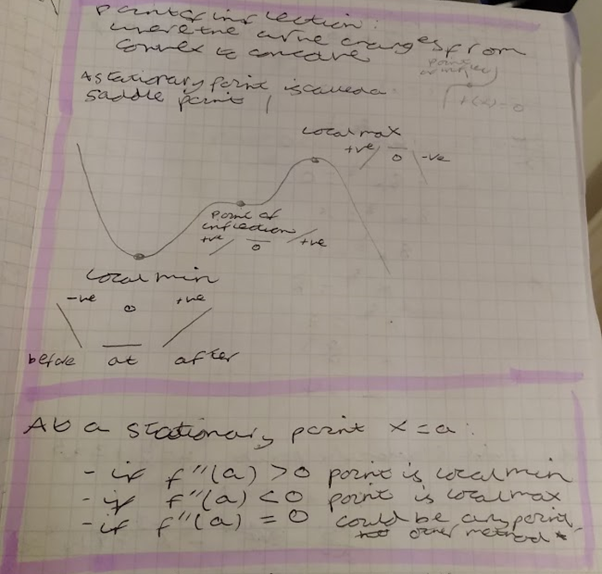 point of inflection:
where the curve changes from
convex to concave
point
of inflec
A stationary point is called a
saddle point
local max
+ve 0 -ve
point of
inflection
+ve 0 +ve
local min
-ve 0 +ve
before at after
At a stationary point x = a:
- if f''(a) > 0 point is local min
- if f''(a) < 0 point is local max
- if f''(a) = 0 could be any point,
other method *